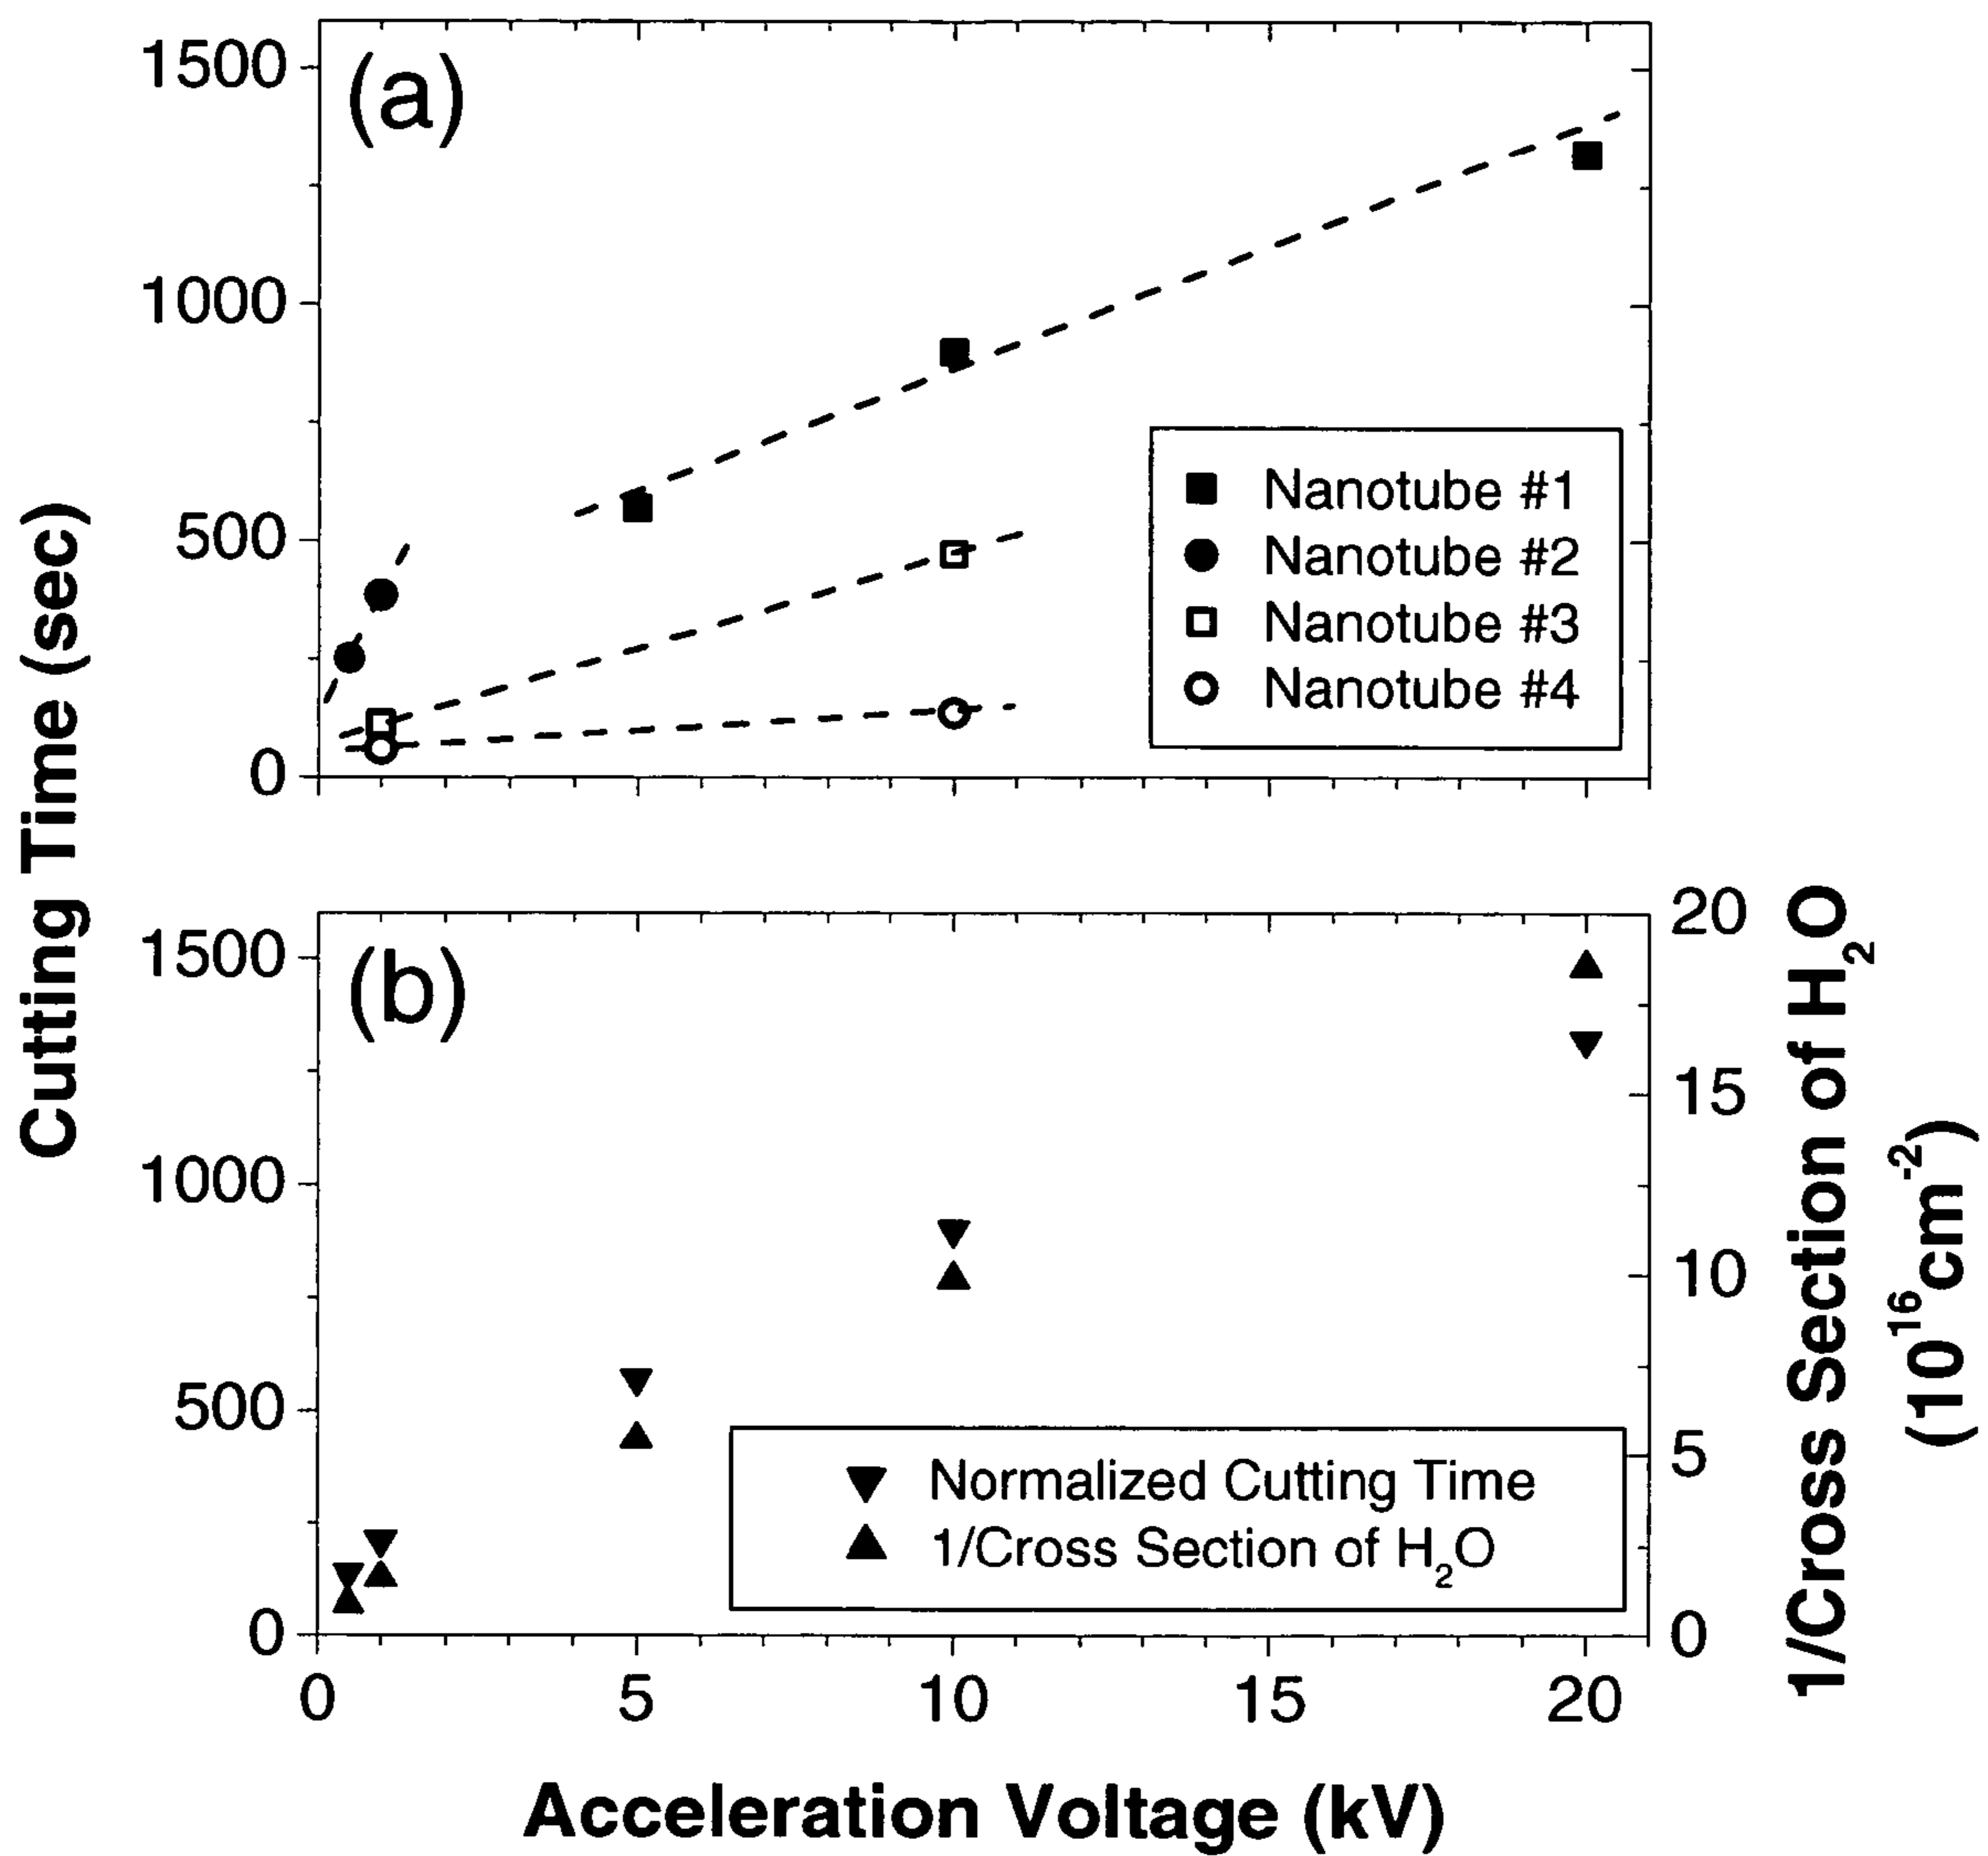 (a)
1500
1000
500
0
Nanotube #1
Nanotube #2
Nanotube #3
Nanotube #4
Cutting Time (sec)
(b)
1500
1000
500
0
20
15
10
5
0
Normalized Cutting Time
1/Cross Section of H₂O
1/Cross Section of H₂O
(10¹⁶cm⁻²)
0 5 10 15 20
Acceleration Voltage (kV)